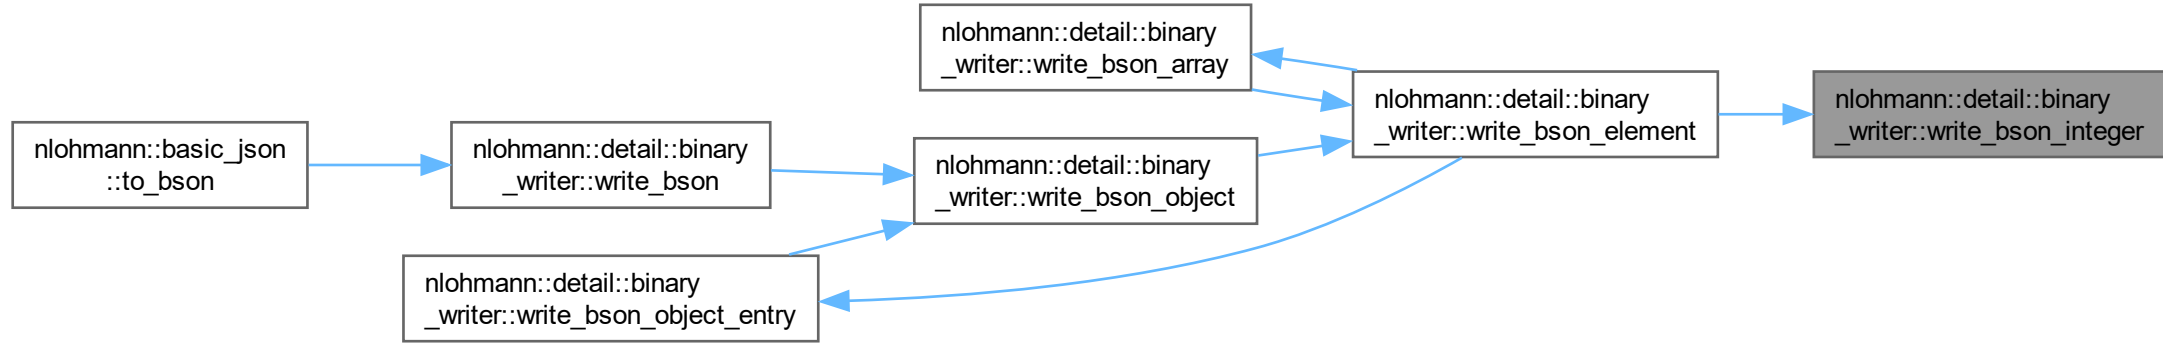 nlohmann::basic_json
::to_bson
nlohmann::detail::binary
_writer::write_bson
nlohmann::detail::binary
_writer::write_bson_object_entry
nlohmann::detail::binary
_writer::write_bson_array
nlohmann::detail::binary
_writer::write_bson_object
nlohmann::detail::binary
_writer::write_bson_element
nlohmann::detail::binary
_writer::write_bson_integer